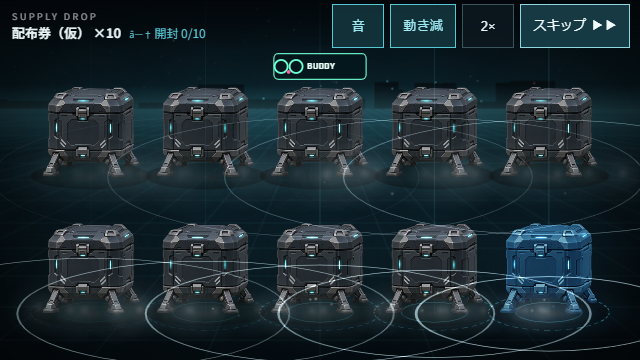 SUPPLY DROP
配布券（仮） ×10 â—† 開封 0/10
音
動き減
2×
スキップ ▶▶
BUDDY